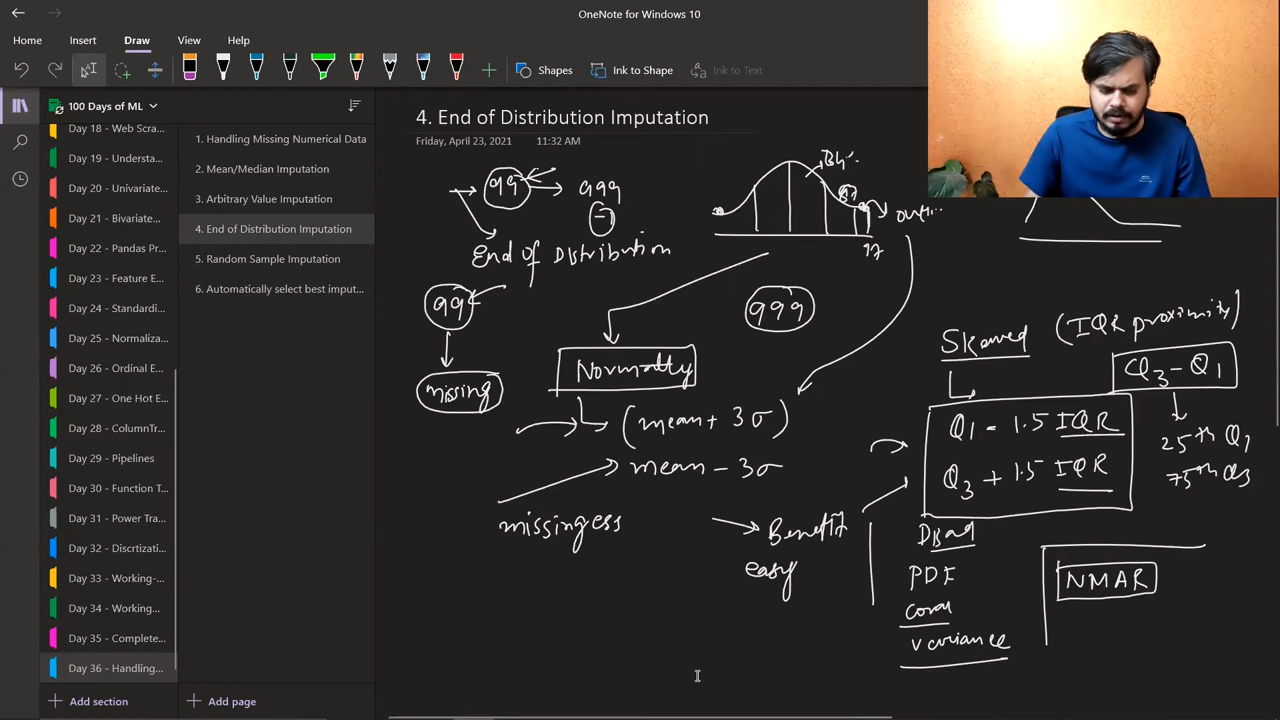 OneNote for Windows 10
Home Insert Draw View Help
Shapes Ink to Shape Ink to Text
100 Days of ML
Day 18 - Web Scra...
Day 19 - Understa...
Day 20 - Univariate...
Day 21 - Bivariate...
Day 22 - Pandas Pr...
Day 23 - Feature E...
Day 24 - Standardi...
Day 25 - Normaliza...
Day 26 - Ordinal E...
Day 27 - One Hot E...
Day 28 - ColumnTr...
Day 29 - Pipelines
Day 30 - Function T...
Day 31 - Power Tra...
Day 32 - Discrtizati...
Day 33 - Working-...
Day 34 - Working...
Day 35 - Complete...
Day 36 - Handling...
Add section
1. Handling Missing Numerical Data
2. Mean/Median Imputation
3. Arbitrary Value Imputation
4. End of Distribution Imputation
5. Random Sample Imputation
6. Automatically select best imput...
Add page
4. End of Distribution Imputation
Friday, April 23, 2021 11:32 AM
99 999
-1
End of Distribution
99
missing
97
999
Normally
(mean + 3σ)
mean - 3σ
missingess
Benefit
easy
Skewed (IQR proximity)
Q3 - Q1
Q1 - 1.5 IQR
Q3 + 1.5 IQR
25th Q1
75th Q3
PDF
variance
NMAR